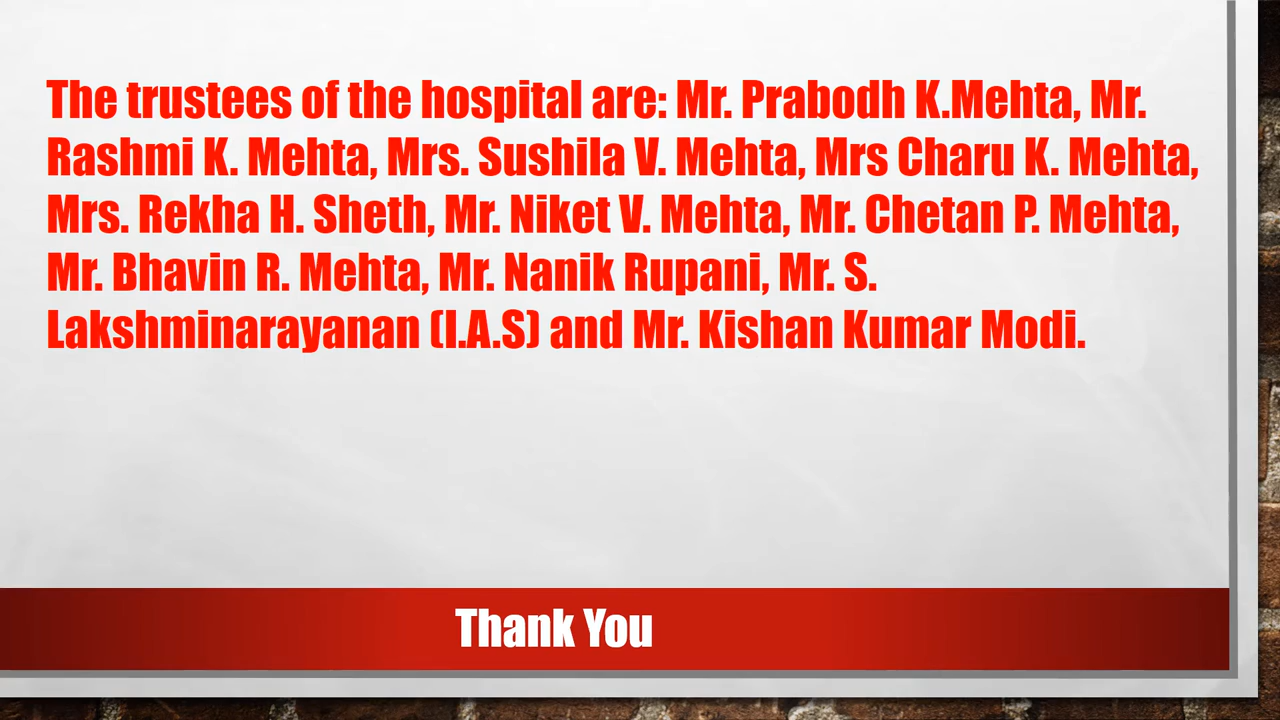 The trustees of the hospital are: Mr. Prabodh K.Mehta, Mr.
Rashmi K. Mehta, Mrs. Sushila V. Mehta, Mrs Charu K. Mehta,
Mrs. Rekha H. Sheth, Mr. Niket V. Mehta, Mr. Chetan P. Mehta,
Mr. Bhavin R. Mehta, Mr. Nanik Rupani, Mr. S.
Lakshminarayanan (I.A.S) and Mr. Kishan Kumar Modi.
Thank You